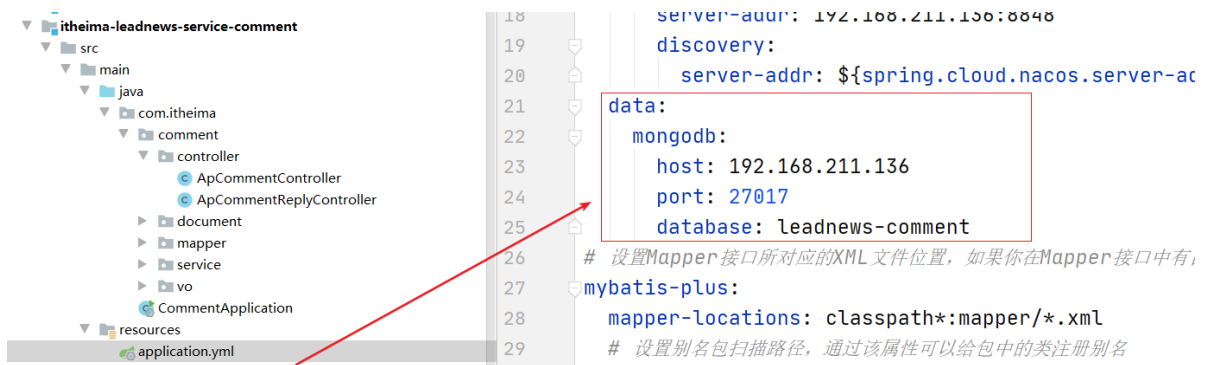 itheima-leadnews-service-comment
src
main
java
com.itheima
comment
controller
ApCommentController
ApCommentReplyController
document
mapper
service
vo
CommentApplication
resources
application.yml
18 server-addr: 192.168.211.136:8848
19 discovery:
20 server-addr: ${spring.cloud.nacos.server-ad
21 data:
22 mongodb:
23 host: 192.168.211.136
24 port: 27017
25 database: leadnews-comment
26 # 设置Mapper接口所对应的XML文件位置，如果你在Mapper接口中有
27 mybatis-plus:
28 mapper-locations: classpath*:mapper/*.xml
29 # 设置别名包扫描路径，通过该属性可以给包中的类注册别名